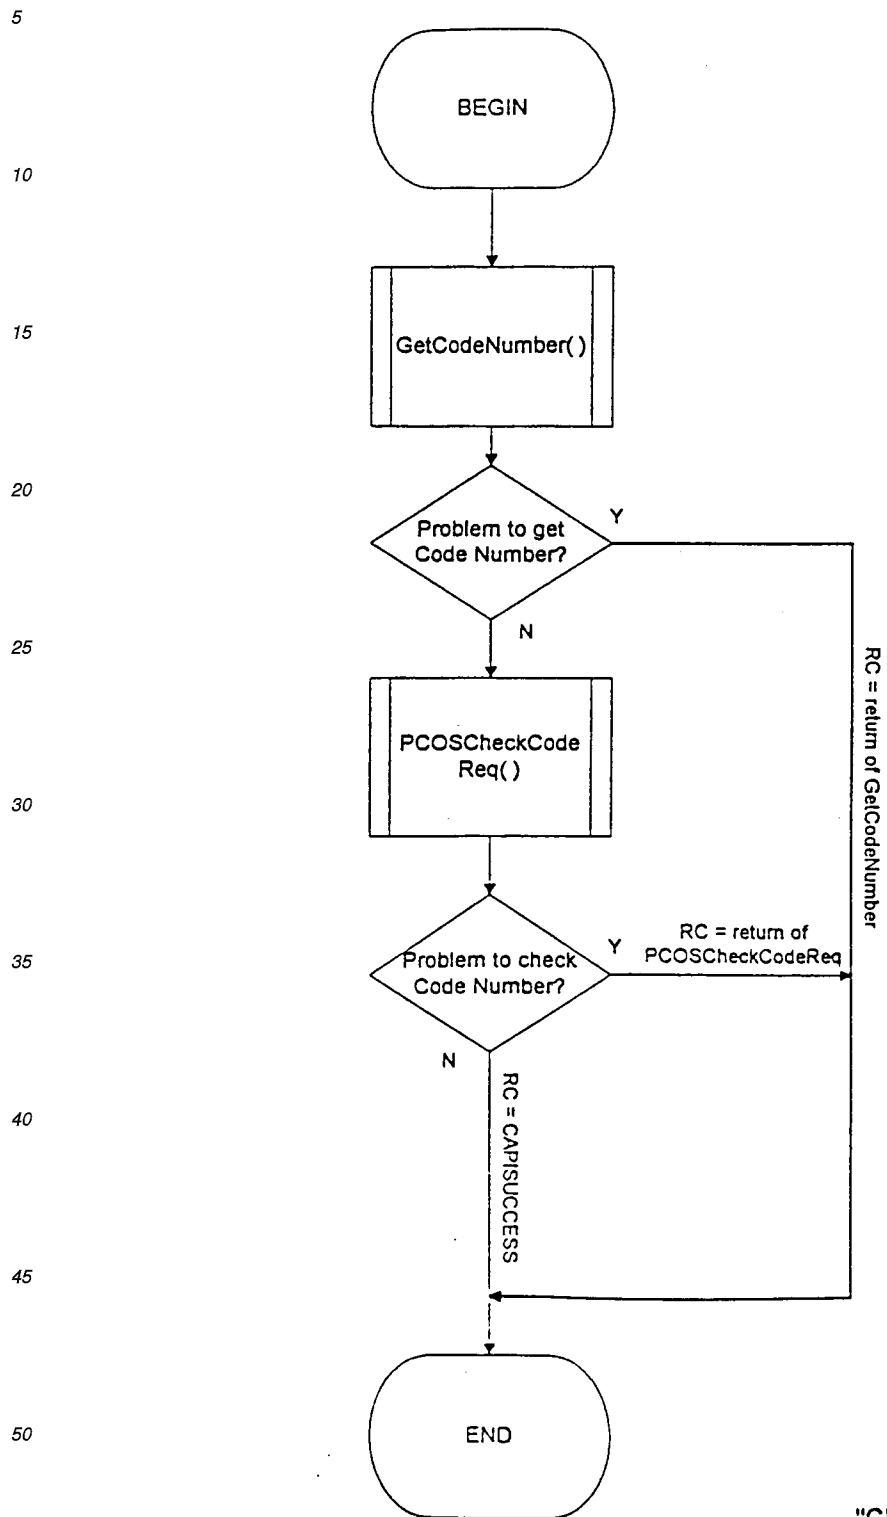 5
BEGIN
10
GetCodeNumber( )
15
20
Y
Problem to get
Code Number?
N
25
RC = return of GetCodeNumber
PCOSCheckCode
Req( )
30
RC = return of
PCOSCheckCodeReq
Y
35
Problem to check
Code Number?
N
RC = CAPISUCCESS
40
45
END
50